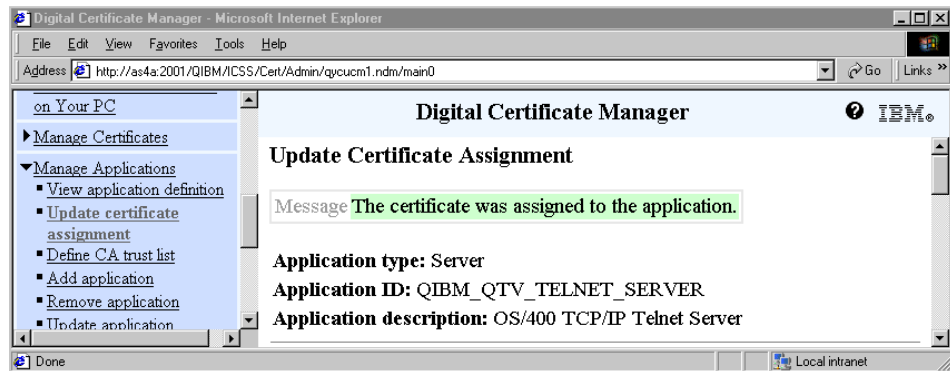 Digital Certificate Manager - Microsoft Internet Explorer
File Edit View Favorites Tools Help
Address http://as4a:2001/QIBM/ICSS/Cert/Admin/qycucm1.ndm/main0 Go Links »
on Your PC
Manage Certificates
Manage Applications
View application definition
Update certificate
assignment
Define CA trust list
Add application
Remove application
Update application
Digital Certificate Manager ? IBM®
Update Certificate Assignment
Message The certificate was assigned to the application.
Application type: Server
Application ID: QIBM_QTV_TELNET_SERVER
Application description: OS/400 TCP/IP Telnet Server
Done Local intranet